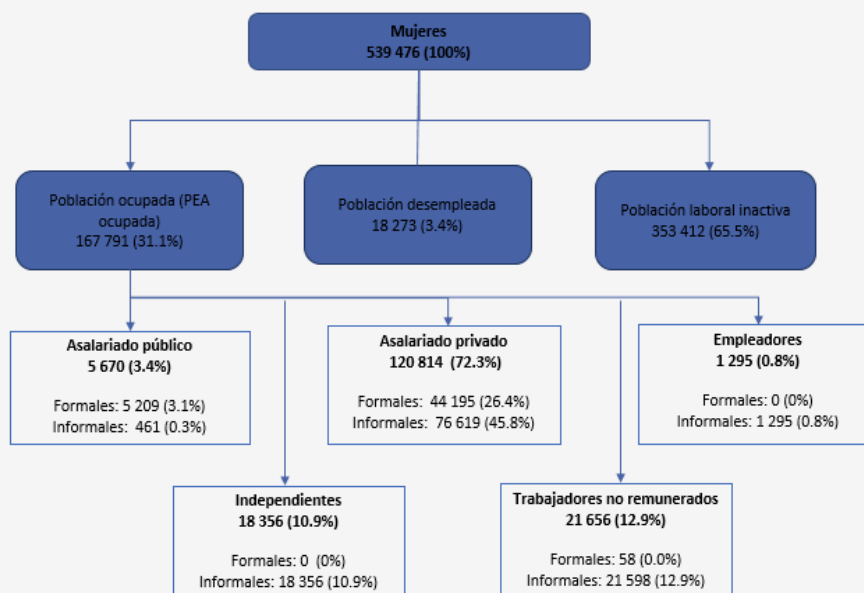 Mujeres
539 476 (100%)
Población ocupada (PEA
ocupada)
167 791 (31.1%)
Población desempleada
18 273 (3.4%)
Población laboral inactiva
353 412 (65.5%)
Asalariado público
5 670 (3.4%)
Formales: 5 209 (3.1%)
Informales: 461 (0.3%)
Asalariado privado
120 814 (72.3%)
Formales: 44 195 (26.4%)
Informales: 76 619 (45.8%)
Empleadores
1 295 (0.8%)
Formales: 0 (0%)
Informales: 1 295 (0.8%)
Independientes
18 356 (10.9%)
Formales: 0 (0%)
Informales: 18 356 (10.9%)
Trabajadores no remunerados
21 656 (12.9%)
Formales: 58 (0.0%)
Informales: 21 598 (12.9%)